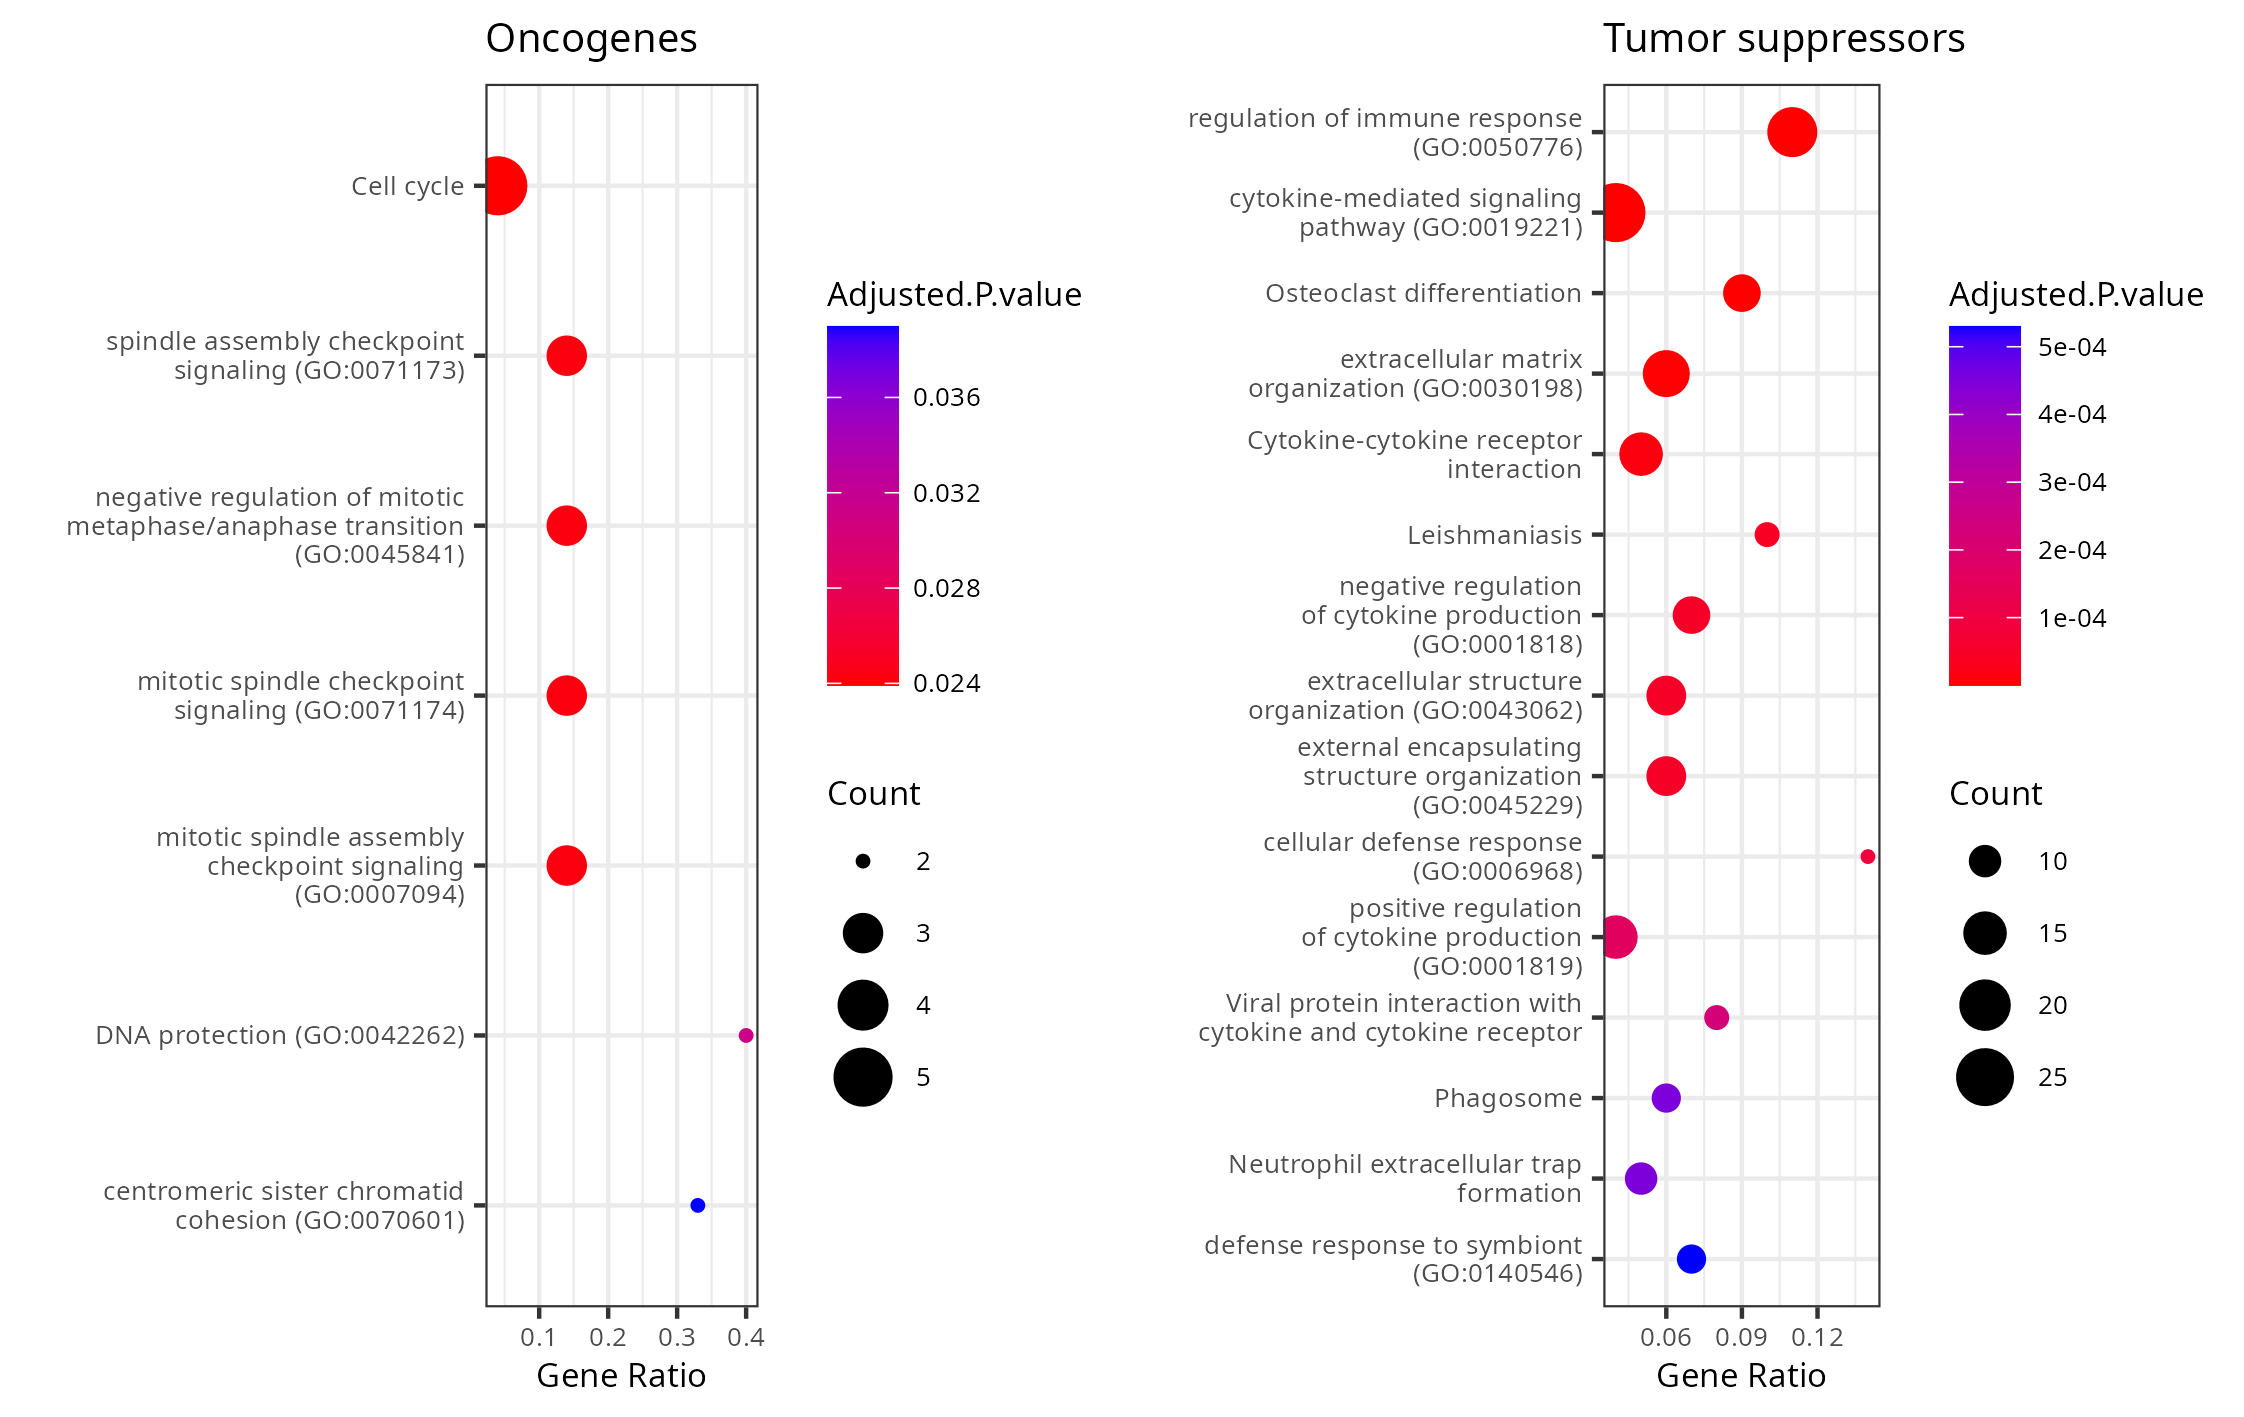 Oncogenes
Cell cycle
spindle assembly checkpoint
signaling (GO:0071173)
negative regulation of mitotic
metaphase/anaphase transition
(GO:0045841)
mitotic spindle checkpoint
signaling (GO:0071174)
mitotic spindle assembly
checkpoint signaling
(GO:0007094)
DNA protection (GO:0042262)
centromeric sister chromatid
cohesion (GO:0070601)
0.1 0.2 0.3 0.4
Gene Ratio
Adjusted.P.value
0.036
0.032
0.028
0.024
Count
2
3
4
5
Tumor suppressors
regulation of immune response
(GO:0050776)
cytokine-mediated signaling
pathway (GO:0019221)
Osteoclast differentiation
extracellular matrix
organization (GO:0030198)
Cytokine-cytokine receptor
interaction
Leishmaniasis
negative regulation
of cytokine production
(GO:0001818)
extracellular structure
organization (GO:0043062)
external encapsulating
structure organization
(GO:0045229)
cellular defense response
(GO:0006968)
positive regulation
of cytokine production
(GO:0001819)
Viral protein interaction with
cytokine and cytokine receptor
Phagosome
Neutrophil extracellular trap
formation
defense response to symbiont
(GO:0140546)
0.06 0.09 0.12
Gene Ratio
Adjusted.P.value
5e-04
4e-04
3e-04
2e-04
1e-04
Count
10
15
20
25